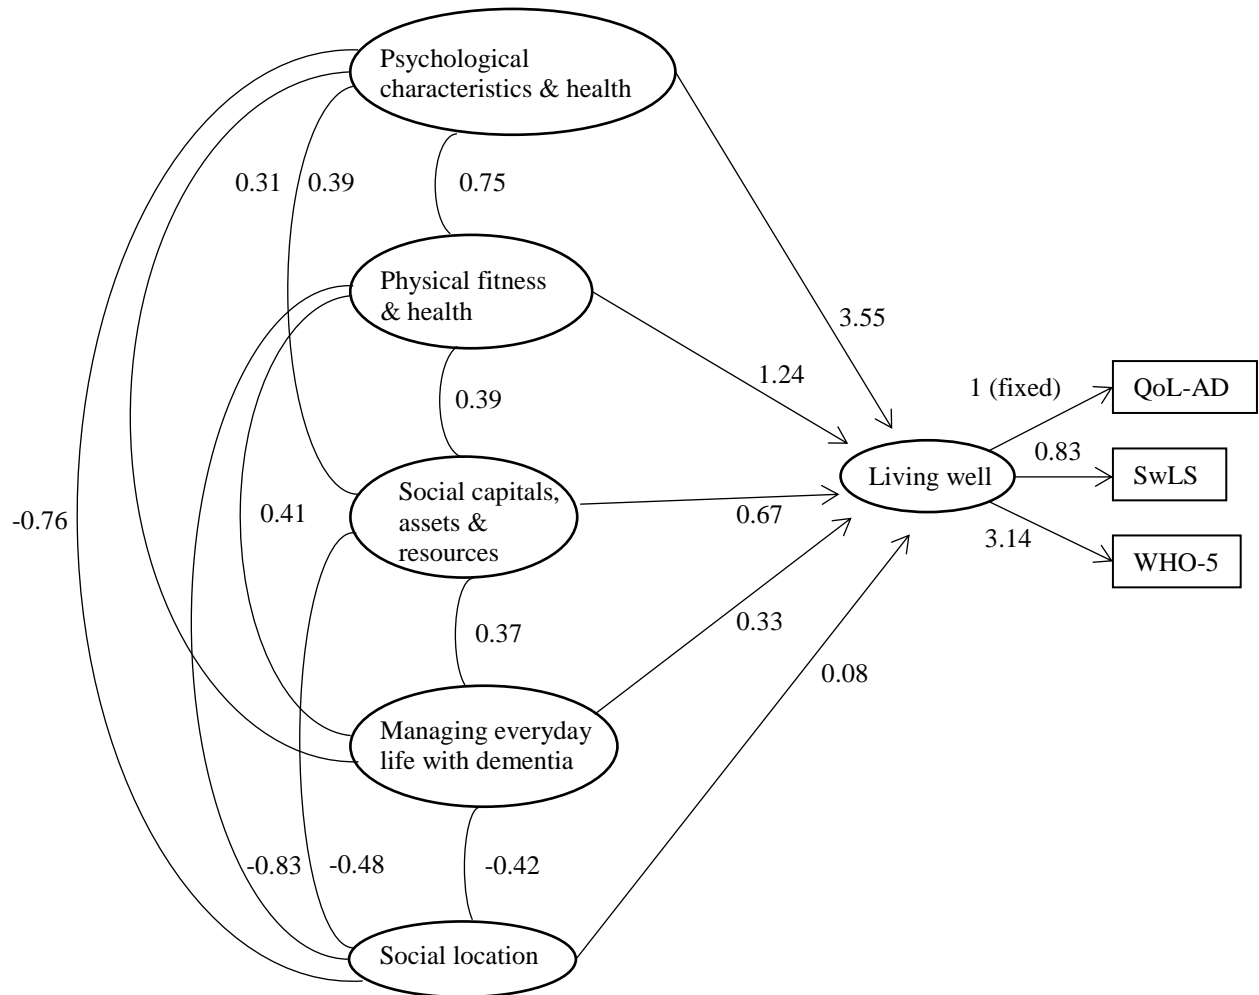 Psychological
characteristics & health
0.31
0.39
0.75
Physical fitness
& health
3.55
1.24
0.39
1 (fixed)
QoL-AD
0.83
Living well
SwLS
Social capitals,
assets &
resources
-0.76
0.41
0.67
3.14
WHO-5
0.37
0.33
0.08
Managing everyday
life with dementia
-0.83
-0.48
-0.42
Social location